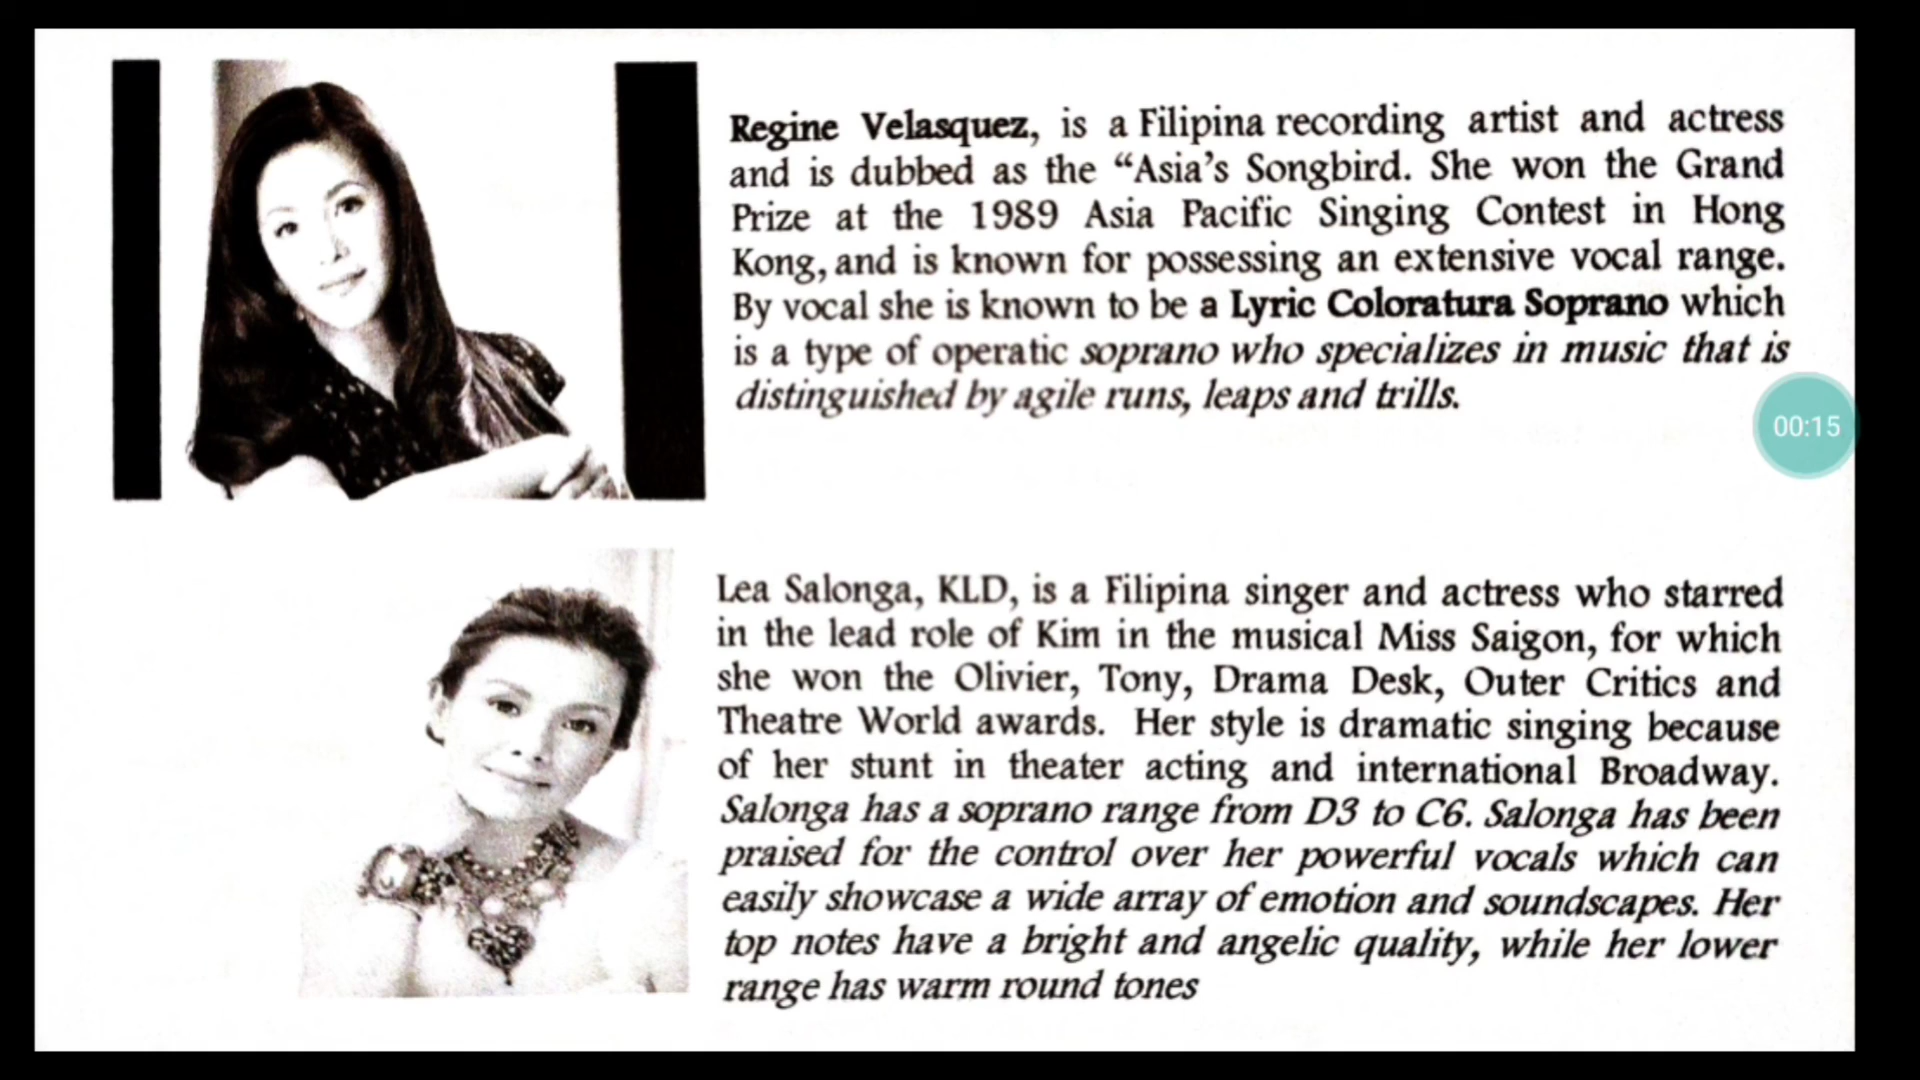 Regine Velasquez, is a Filipina recording artist and actress
and is dubbed as the “Asia’s Songbird. She won the Grand
Prize at the 1989 Asia Pacific Singing Contest in Hong
Kong, and is known for possessing an extensive vocal range.
By vocal she is known to be a Lyric Coloratura Soprano which
is a type of operatic soprano who specializes in music that is
distinguished by agile runs, leaps and trills.
00:15
Lea Salonga, KLD, is a Filipina singer and actress who starred
in the lead role of Kim in the musical Miss Saigon, for which
she won the Olivier, Tony, Drama Desk, Outer Critics and
Theatre World awards. Her style is dramatic singing because
of her stunt in theater acting and international Broadway.
Salonga has a soprano range from D3 to C6. Salonga has been
praised for the control over her powerful vocals which can
easily showcase a wide array of emotion and soundscapes. Her
top notes have a bright and angelic quality, while her lower
range has warm round tones